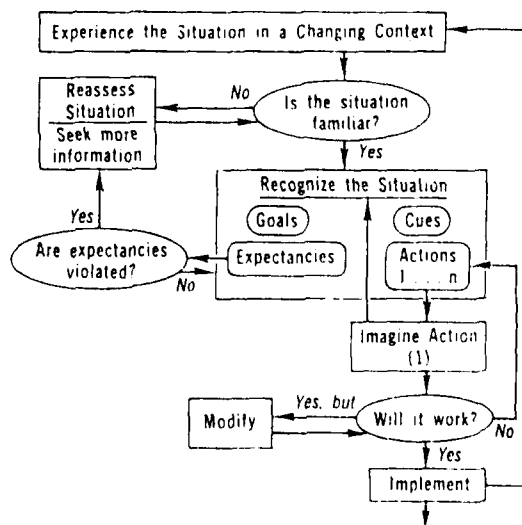 Experience the Situation in a Changing Context
No
Reassess
Situation
Seek more
information
Is the situation
familiar?
Yes
Recognize the Situation
Goals
Cues
Yes
Are expectancies
violated?
No
Expectancies
Actions
1 . . . n
Imagine Action
(1)
Yes, but
Modify
Will it work?
No
Yes
Implement